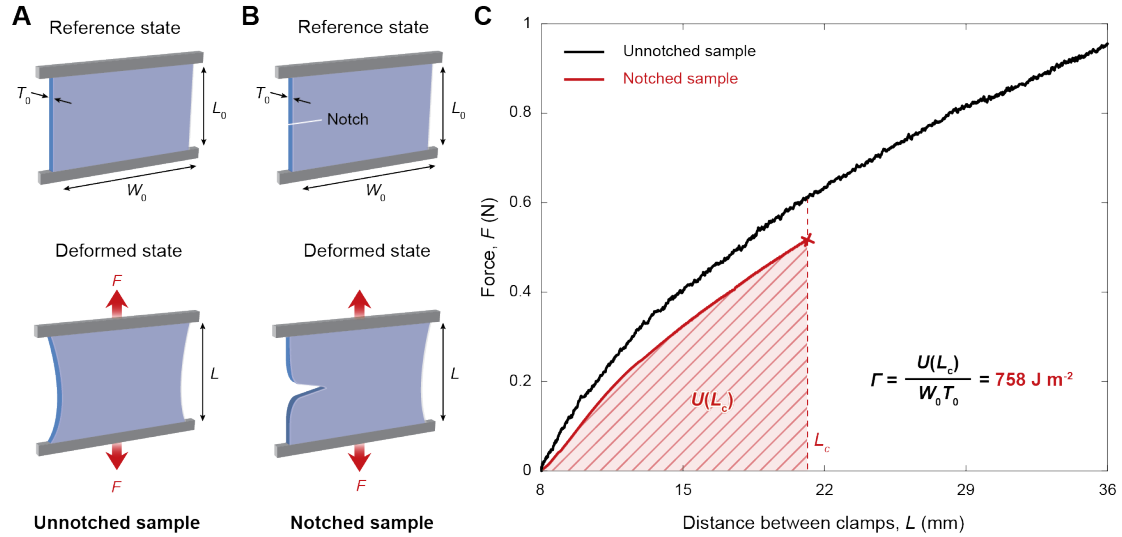 A
Reference state
T0
L0
W0
Deformed state
F
L
F
Unnotched sample
B
Reference state
T0
Notch
L0
W0
Deformed state
F
L
F
Notched sample
C
Unnotched sample
Notched sample
Force, F (N)
1
0.8
0.6
0.4
0.2
0
U(Lc)
Lc
Γ = U(Lc) / W0T0 = 758 J m-2
8 15 22 29 36
Distance between clamps, L (mm)